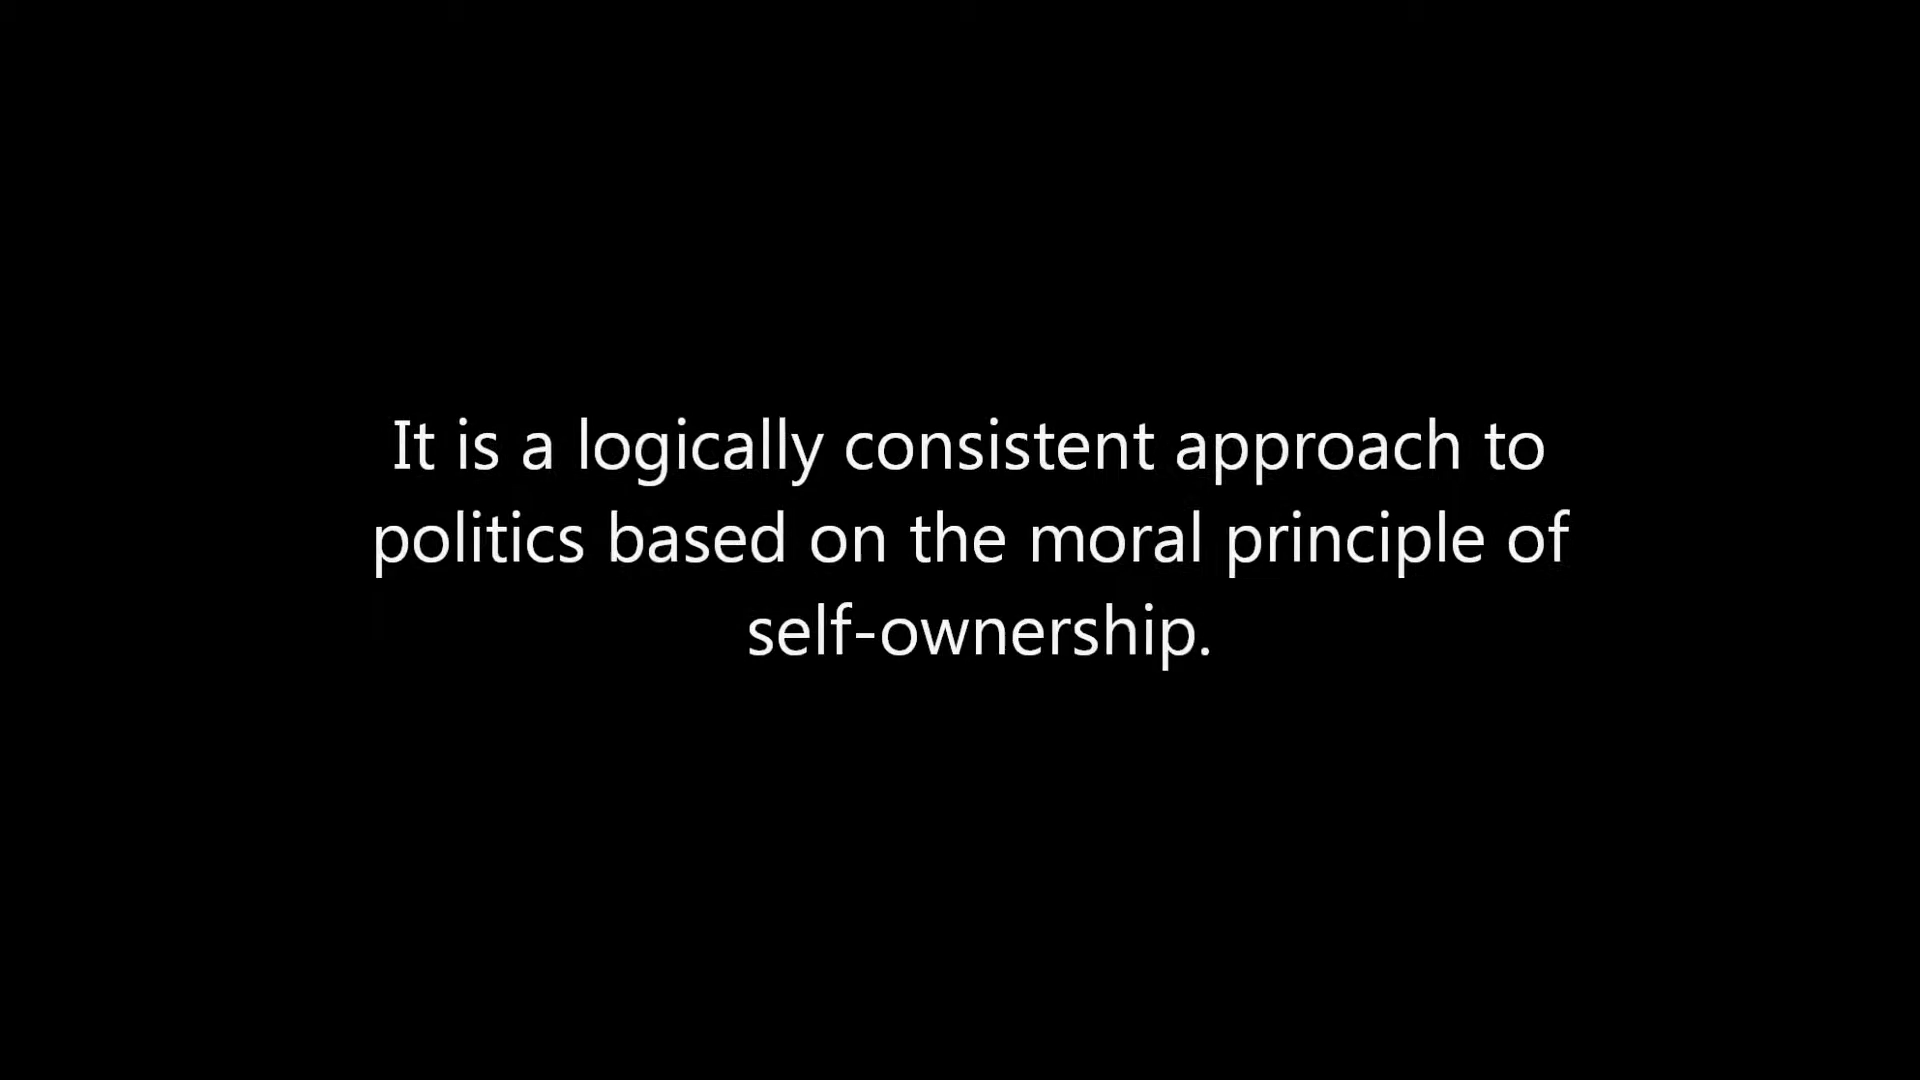 It is a logically consistent approach to
politics based on the moral principle of
self-ownership.